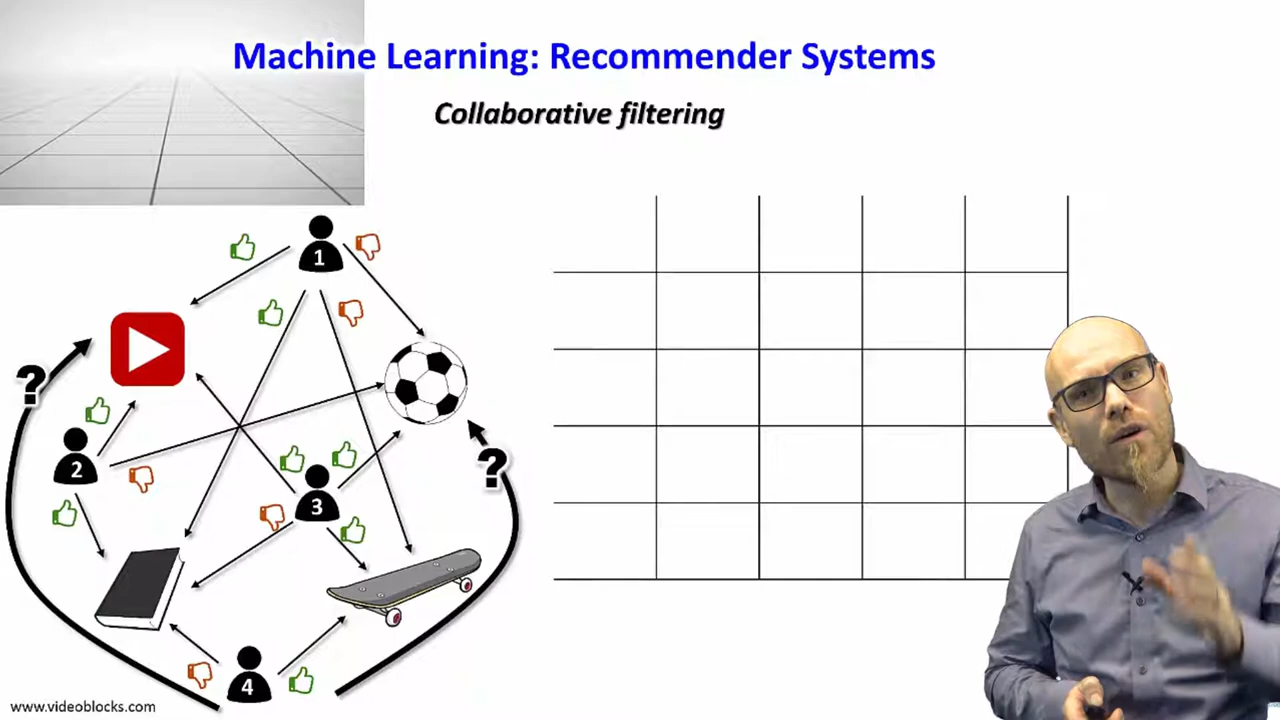 Machine Learning: Recommender Systems
Collaborative filtering
1
?
2
3
?
4
www.videoblocks.com